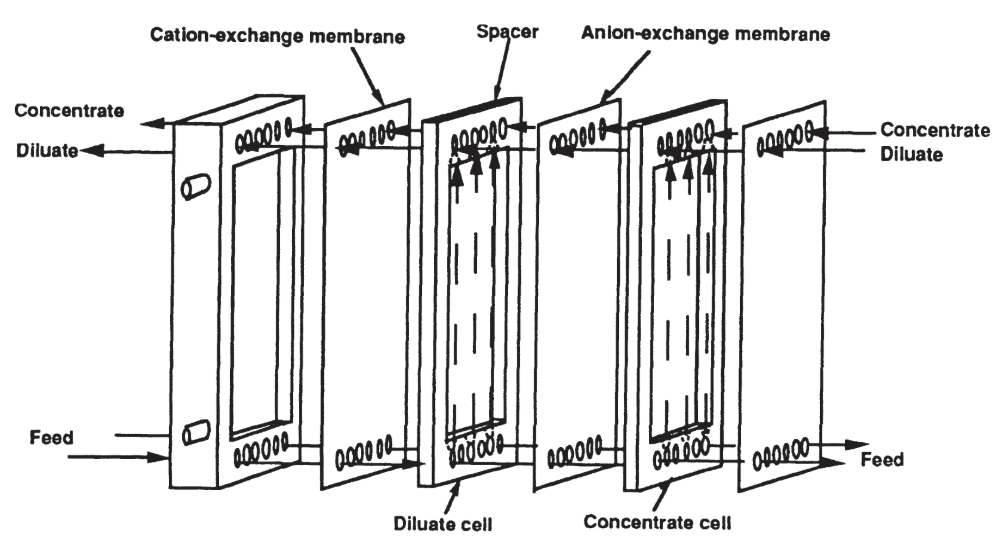 Cation-exchange membrane
Spacer
Anion-exchange membrane
Concentrate
Diluate
Concentrate
Diluate
Feed
Feed
Diluate cell
Concentrate cell